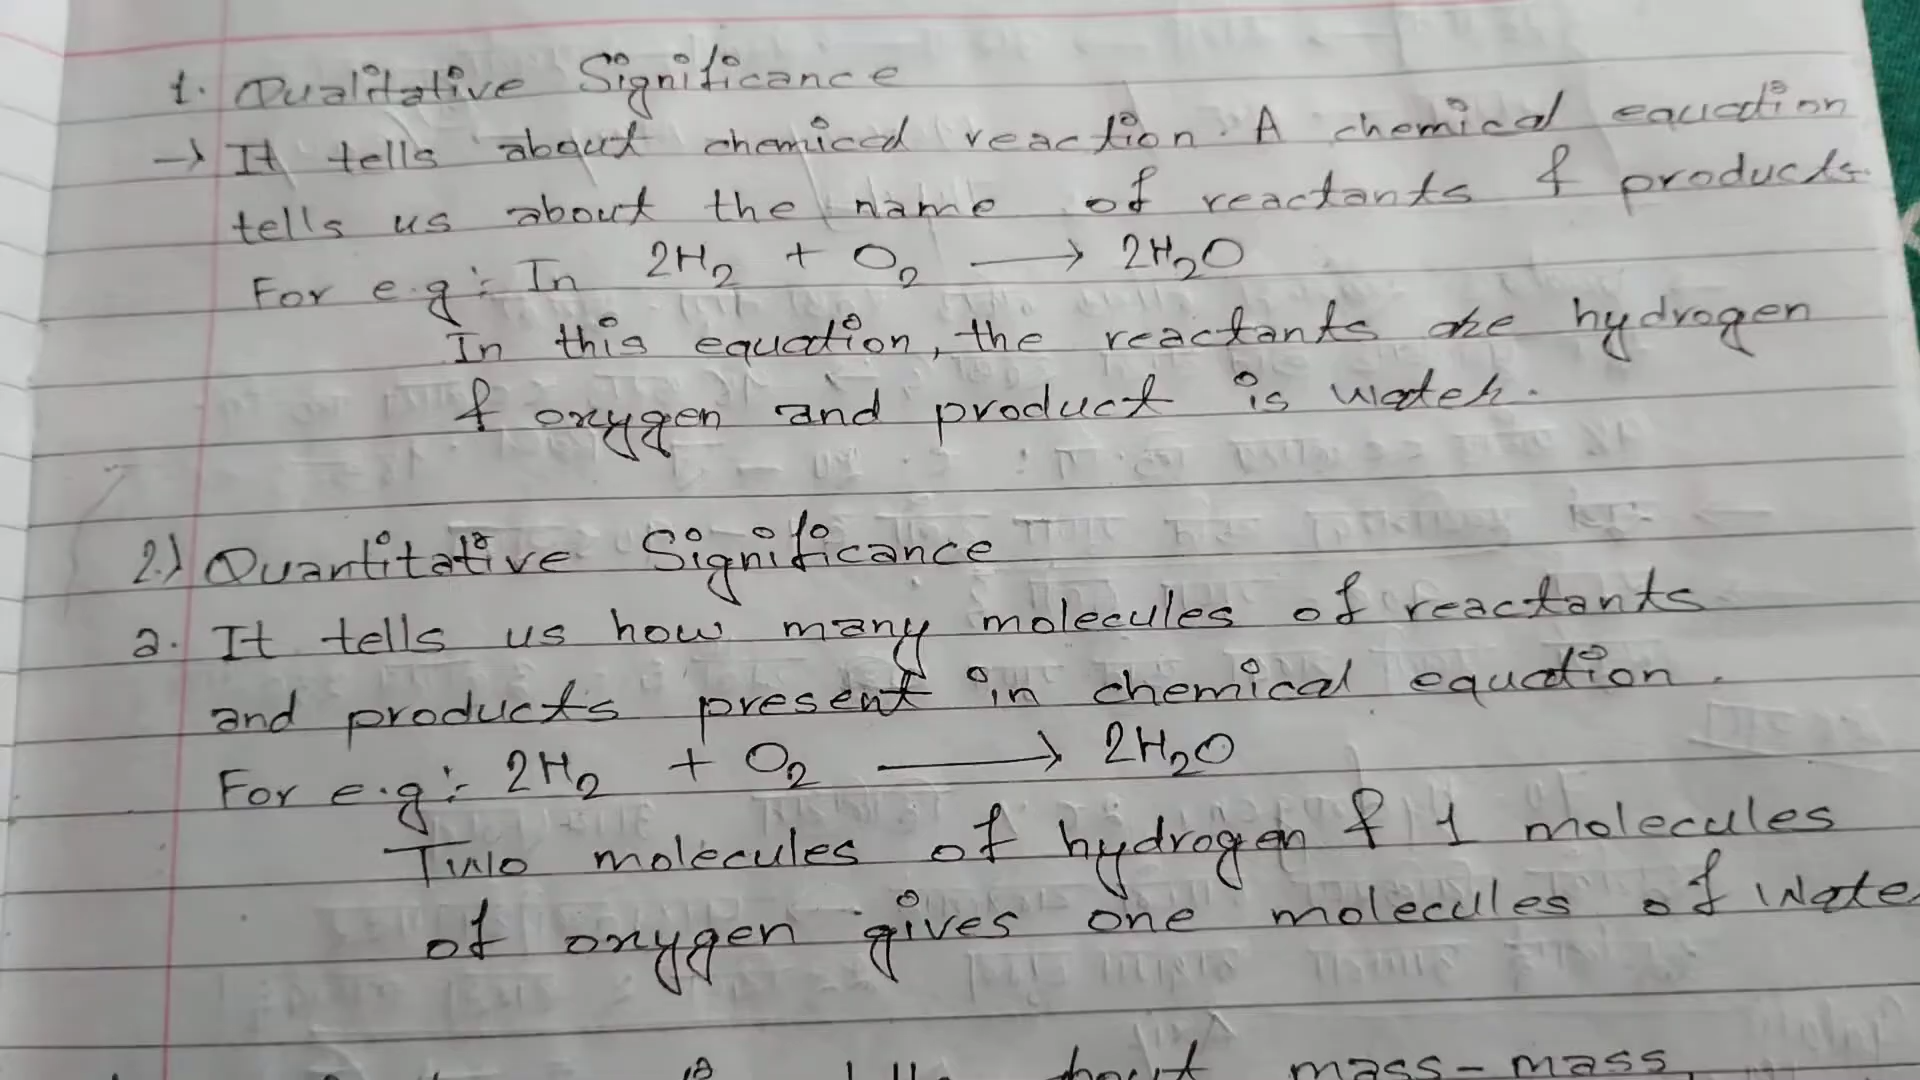 1. Qualitative Significance
→ It tells about chemical reaction. A chemical equation
tells us about the name of reactants & products.
For e.g:- In 2H₂ + O₂ → 2H₂O
In this equation, the reactants are hydrogen
& oxygen and product is water.
2.) Quantitative Significance
a. It tells us how many molecules of reactants
and products present in chemical equation.
For e.g:- 2H₂ + O₂ → 2H₂O
Two molecules of hydrogen & 1 molecules
of oxygen gives one molecules of Wate
mass-mass